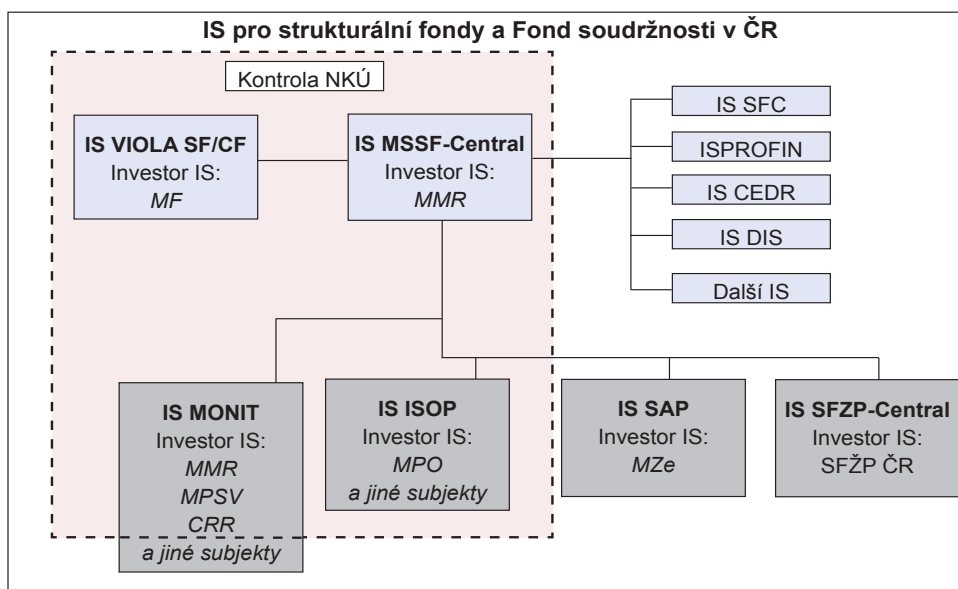 IS pro strukturální fondy a Fond soudržnosti v ČR
Kontrola NKÚ
IS VIOLA SF/CF
Investor IS:
MF
IS MSSF-Central
Investor IS:
MMR
IS SFC
ISPROFIN
IS CEDR
IS DIS
Další IS
IS MONIT
Investor IS:
MMR
MPSV
CRR
a jiné subjekty
IS ISOP
Investor IS:
MPO
a jiné subjekty
IS SAP
Investor IS:
MZe
IS SFZP-Central
Investor IS:
SFŽP ČR